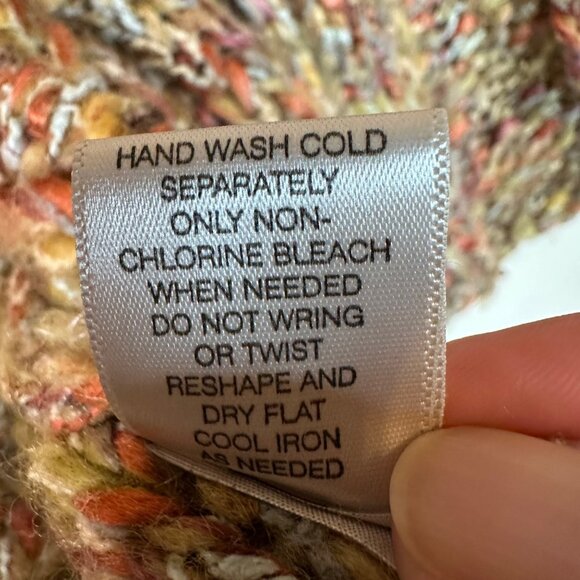 HAND WASH COLD
SEPARATELY
ONLY NON-
CHLORINE BLEACH
WHEN NEEDED
DO NOT WRING
OR TWIST
RESHAPE AND
DRY FLAT
COOL IRON
AS NEEDED